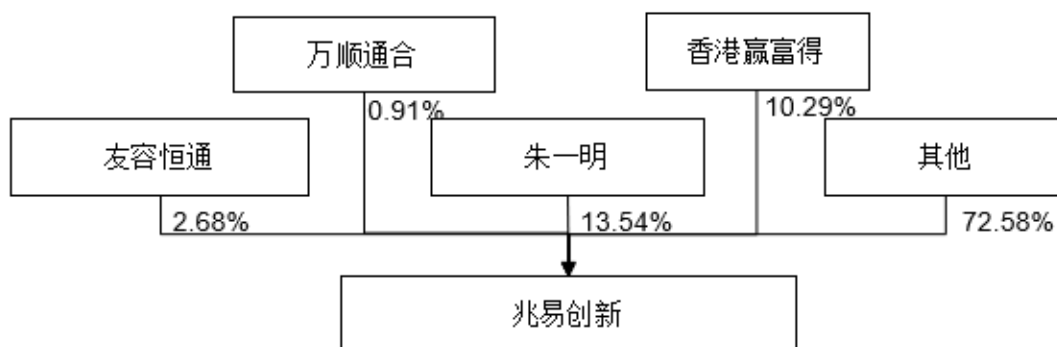 万顺通合
香港赢富得
0.91%
10.29%
友容恒通
朱一明
其他
2.68%
13.54%
72.58%
兆易创新